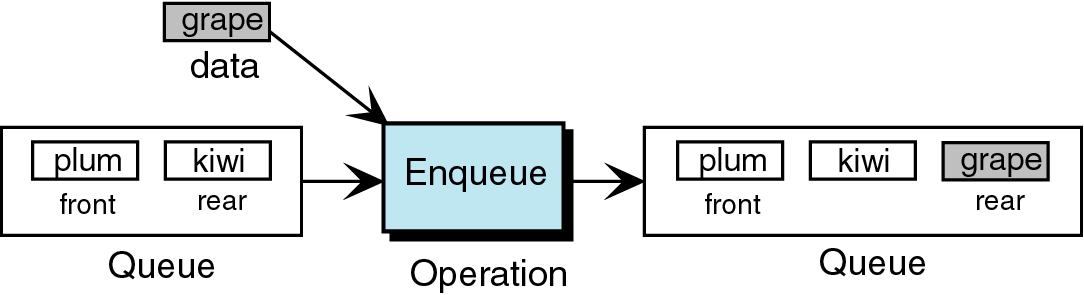 grape
data
plum kiwi
front rear
Queue
Enqueue
Operation
plum kiwi grape
front rear
Queue